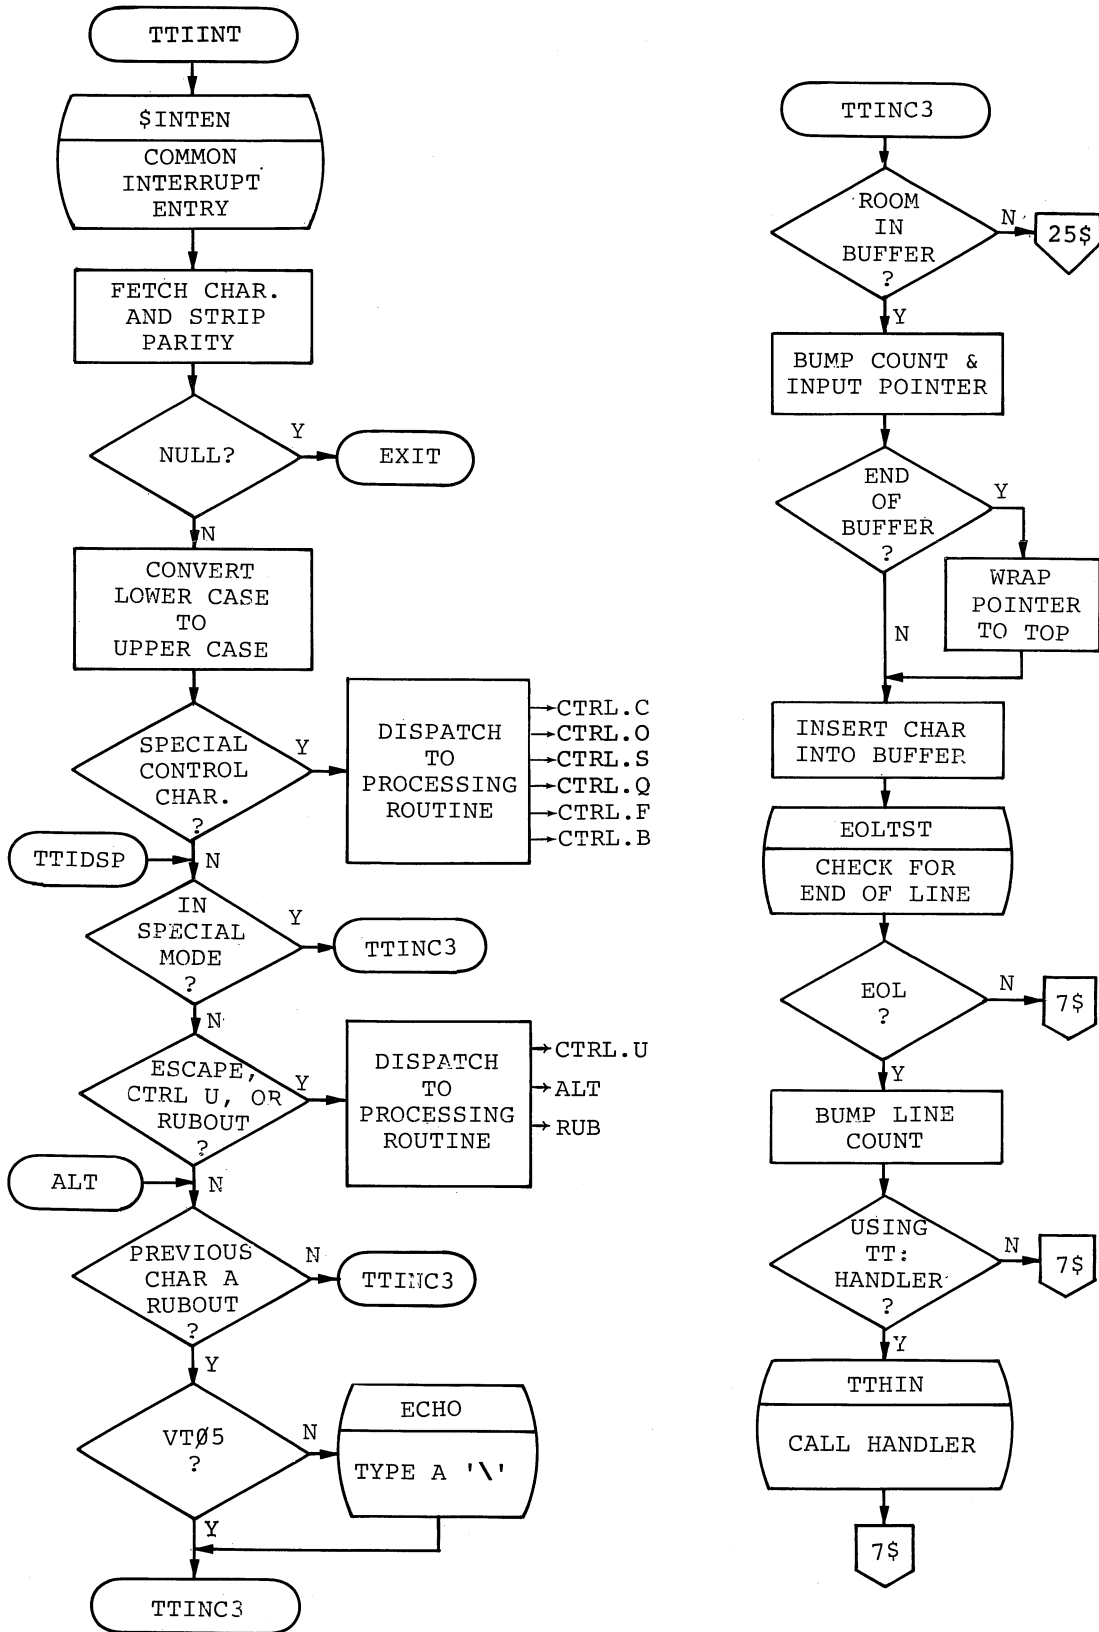 TTIINT
$INTEN
COMMON
INTERRUPT
ENTRY
FETCH CHAR.
AND STRIP
PARITY
NULL?
Y
EXIT
N
CONVERT
LOWER CASE
TO
UPPER CASE
SPECIAL
CONTROL
CHAR.
?
Y
DISPATCH
TO
PROCESSING
ROUTINE
CTRL.C
CTRL.O
CTRL.S
CTRL.Q
CTRL.F
CTRL.B
TTIDSP
N
IN
SPECIAL
MODE
?
Y
TTINC3
N
ESCAPE,
CTRL U, OR
RUBOUT
?
Y
DISPATCH
TO
PROCESSING
ROUTINE
CTRL.U
ALT
RUB
ALT
N
PREVIOUS
CHAR A
RUBOUT
?
N
TTINC3
Y
VTØ5
?
N
ECHO
TYPE A '\'
Y
TTINC3
TTINC3
ROOM
IN
BUFFER
?
N
25$
Y
BUMP COUNT &
INPUT POINTER
END
OF
BUFFER
?
Y
WRAP
POINTER
TO TOP
N
INSERT CHAR
INTO BUFFER
EOLTST
CHECK FOR
END OF LINE
EOL
?
N
7$
Y
BUMP LINE
COUNT
USING
TT:
HANDLER
?
N
7$
Y
TTHIN
CALL HANDLER
7$